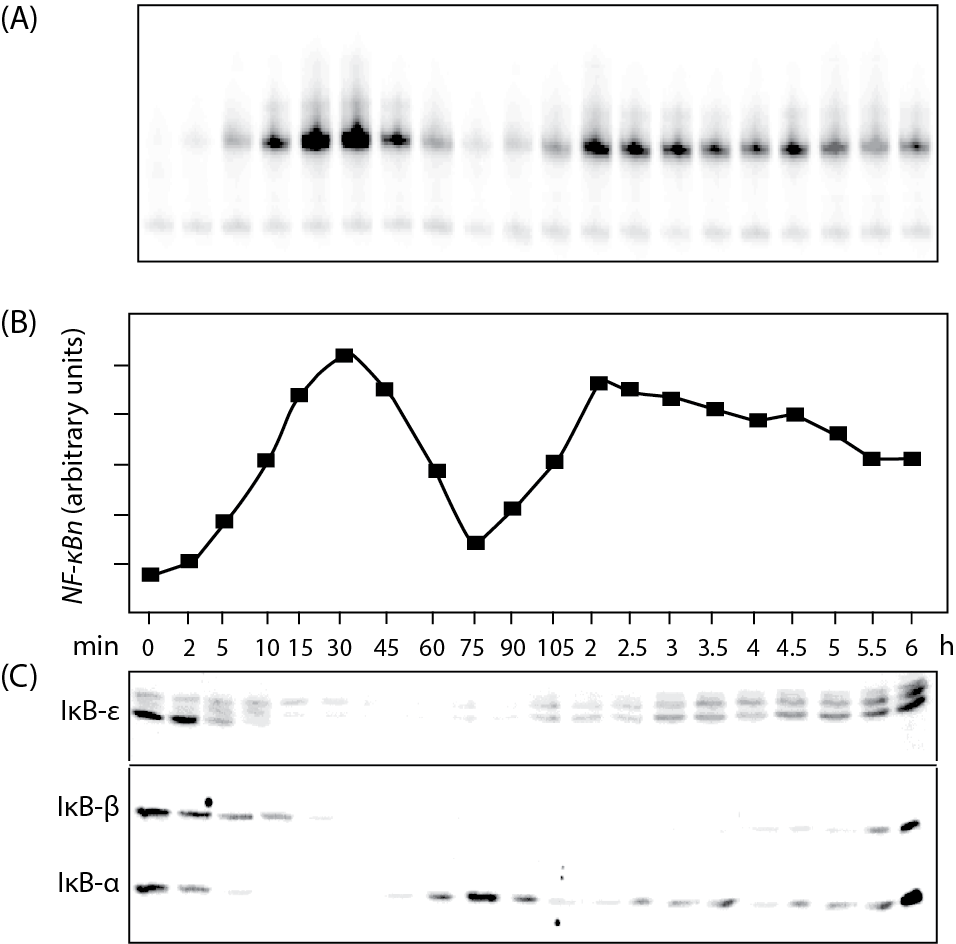 (A)
(B)
NF-κBn (arbitrary units)
min 0 2 5 10 15 30 45 60 75 90 105 2 2.5 3 3.5 4 4.5 5 5.5 6 h
(C)
IκB-ε
IκB-β
IκB-α